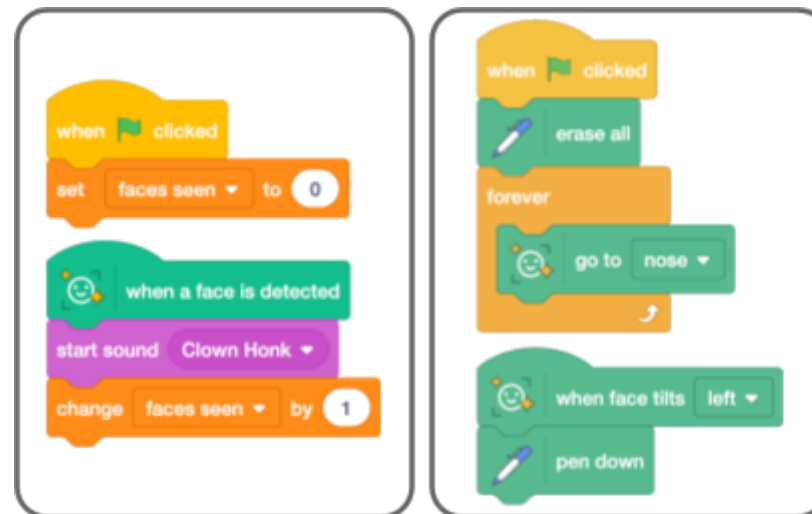 when clicked
set faces seen to 0
when a face is detected
start sound Clown Honk
change faces seen by 1
when clicked
erase all
forever
go to nose
when face tilts left
pen down